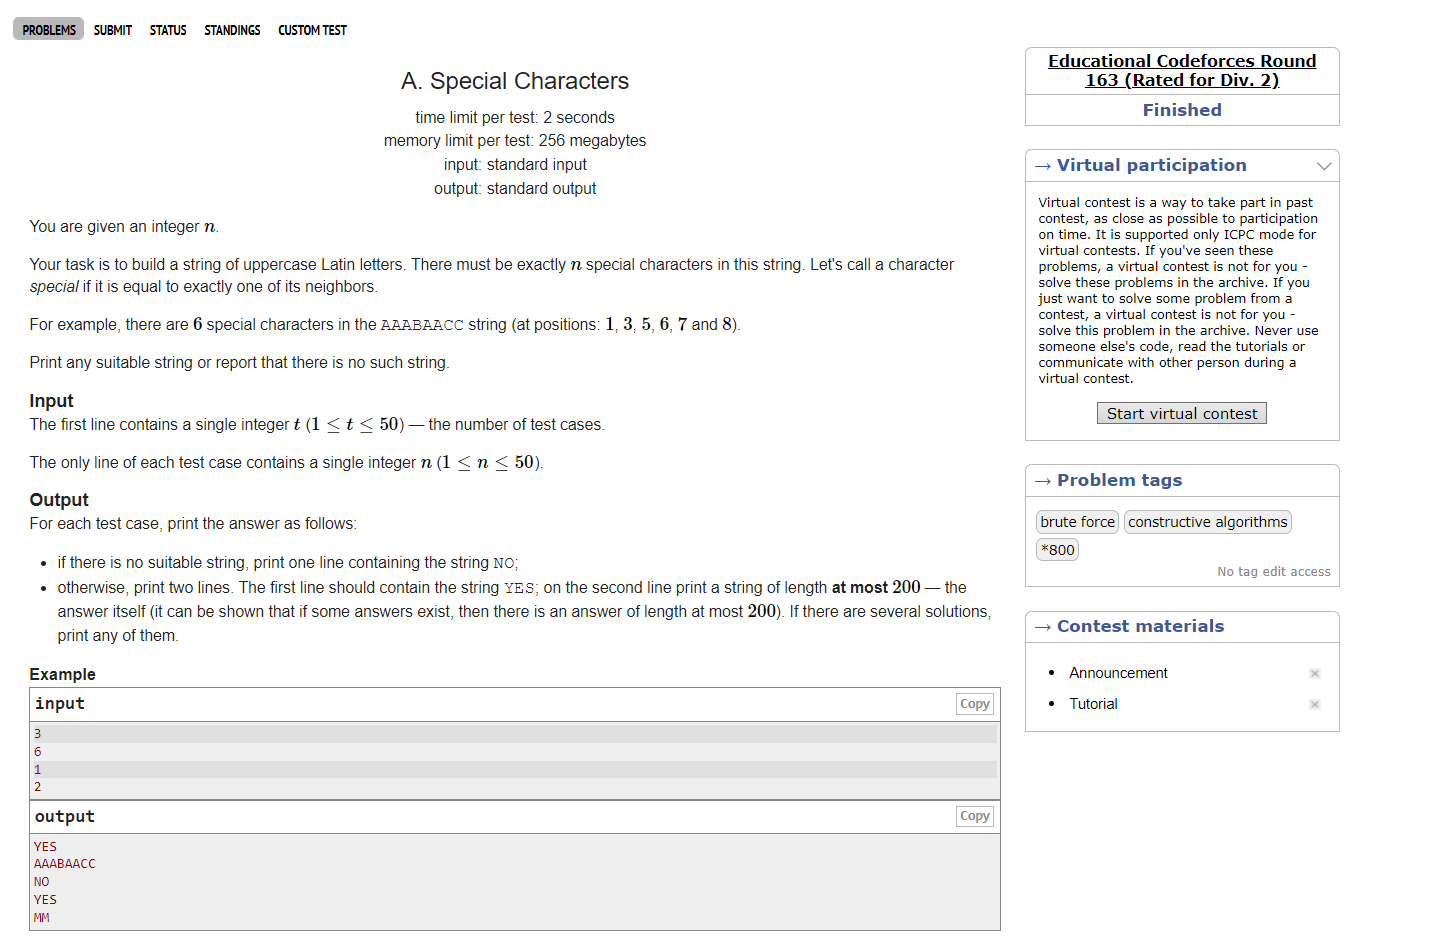 PROBLEMS SUBMIT STATUS STANDINGS CUSTOM TEST
A. Special Characters
time limit per test: 2 seconds
memory limit per test: 256 megabytes
input: standard input
output: standard output
You are given an integer n.
Your task is to build a string of uppercase Latin letters. There must be exactly n special characters in this string. Let's call a character
special if it is equal to exactly one of its neighbors.
For example, there are 6 special characters in the AAABAACC string (at positions: 1, 3, 5, 6, 7 and 8).
Print any suitable string or report that there is no such string.
Input
The first line contains a single integer t (1 ≤ t ≤ 50) — the number of test cases.
The only line of each test case contains a single integer n (1 ≤ n ≤ 50).
Output
For each test case, print the answer as follows:
• if there is no suitable string, print one line containing the string NO;
• otherwise, print two lines. The first line should contain the string YES; on the second line print a string of length at most 200 — the
answer itself (it can be shown that if some answers exist, then there is an answer of length at most 200). If there are several solutions,
print any of them.
Example
input Copy
3
6
1
2
output Copy
YES
AAABAACC
NO
YES
MM
Educational Codeforces Round
163 (Rated for Div. 2)
Finished
→ Virtual participation
Virtual contest is a way to take part in past
contest, as close as possible to participation
on time. It is supported only ICPC mode for
virtual contests. If you've seen these
problems, a virtual contest is not for you -
solve these problems in the archive. If you
just want to solve some problem from a
contest, a virtual contest is not for you -
solve this problem in the archive. Never use
someone else's code, read the tutorials or
communicate with other person during a
virtual contest.
Start virtual contest
→ Problem tags
brute force constructive algorithms
*800
No tag edit access
→ Contest materials
• Announcement
• Tutorial